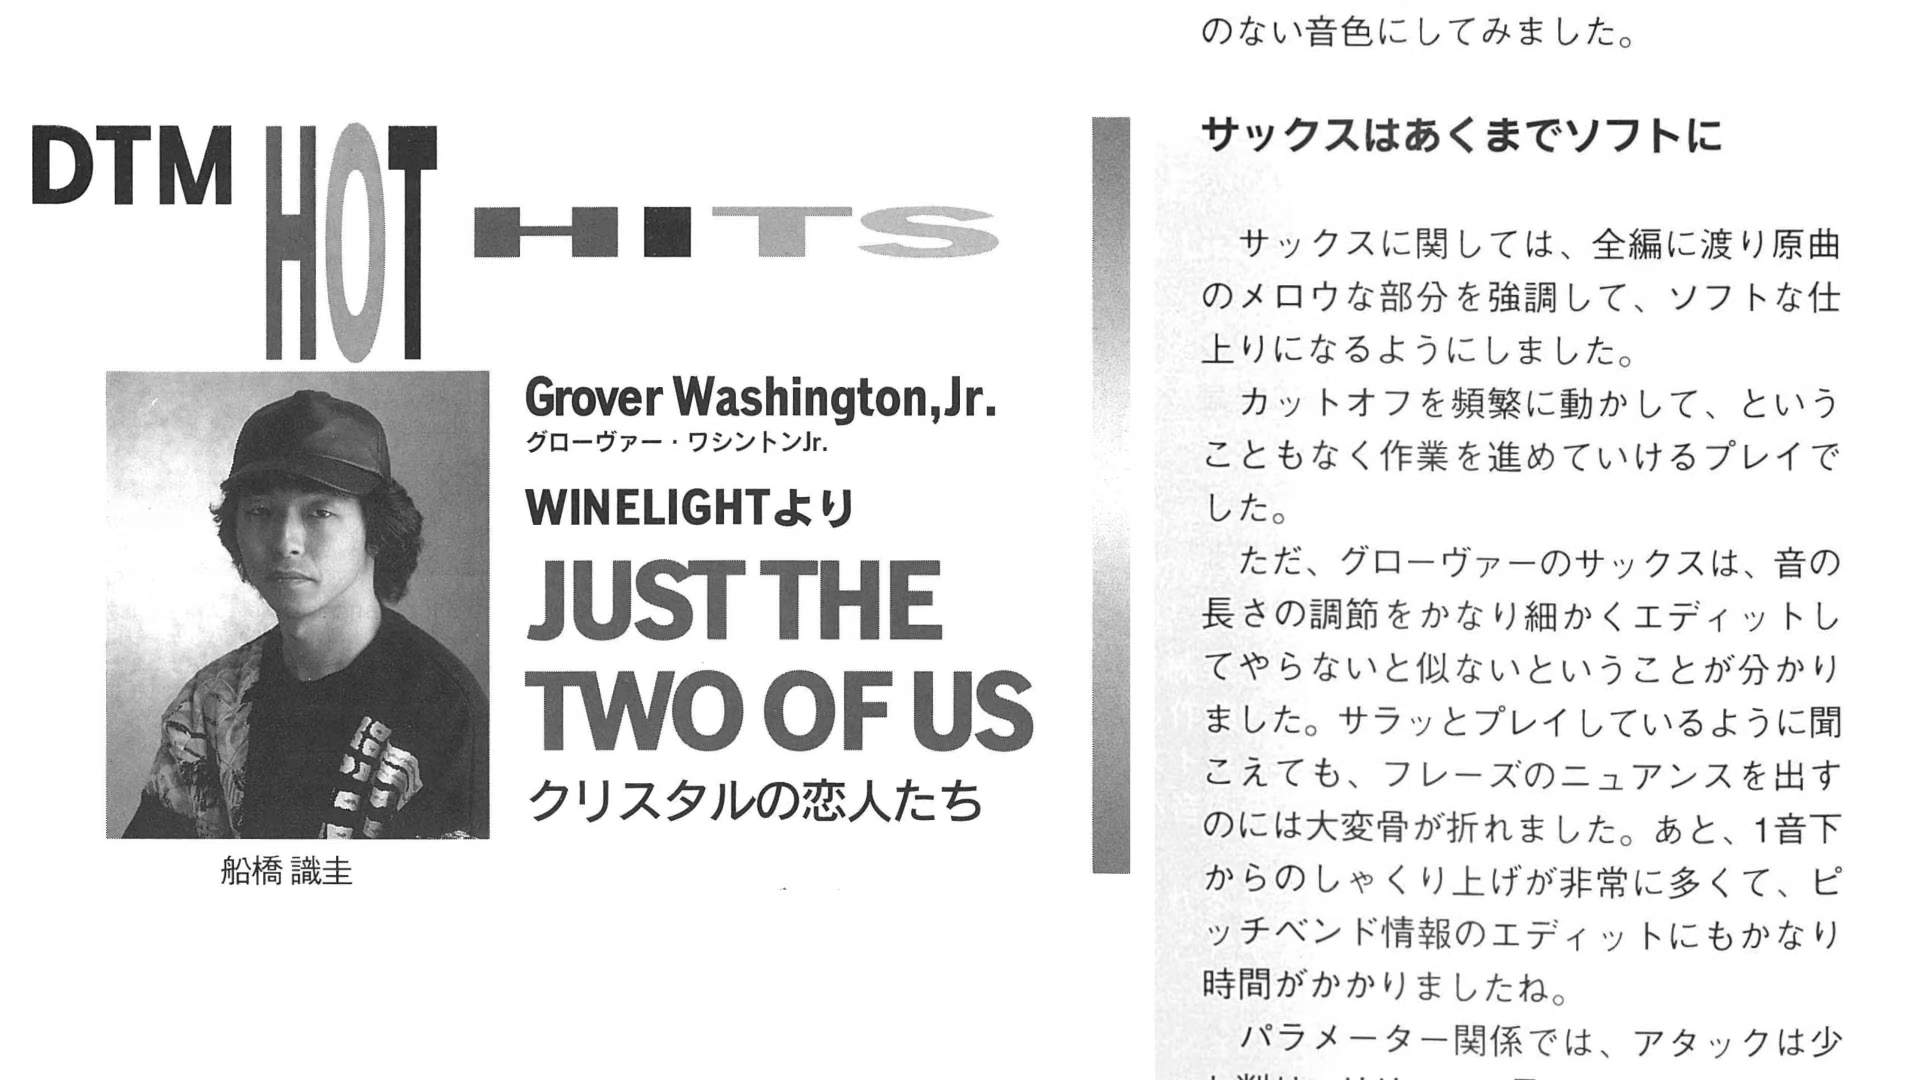 DTM HOT HITS
Grover Washington,Jr.
グローヴァー・ワシントンJr.
WINELIGHTより
JUST THE
TWO OF US
クリスタルの恋人たち
船橋 識圭
のない音色にしてみました。
サックスはあくまでソフトに
サックスに関しては、全編に渡り原曲
のメロウな部分を強調して、ソフトな仕
上りになるようにしました。
カットオフを頻繁に動かして、という
こともなく作業を進めていけるプレイで
した。
ただ、グローヴァーのサックスは、音の
長さの調節をかなり細かくエディットし
てやらないと似ないということが分かり
ました。サラッとプレイしているように聞
こえても、フレーズのニュアンスを出す
のには大変骨が折れました。あと、1音下
からのしゃくり上げが非常に多くて、ピ
ッチベンド情報のエディットにもかなり
時間がかかりましたね。
パラメーター関係では、アタックは少